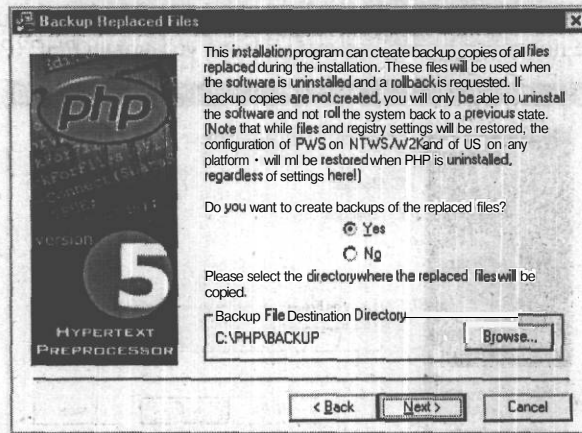 Backup Replaced Files
This installation program can cteate backup copies of all files
replaced during the installation. These files will be used when
the software is uninstalled and a rollback is requested. If
backup copies are not created, you will only be able to uninstall
the software and not roll the system back to a previous state.
(Note that while files and registry settings will be restored, the
configuration of PWS on NTWS/W2Kand of US on any
platform • will ml be restored when PHP is uninstalled,
regardless of settings here!)
Do you want to create backups of the replaced files?
Yes
No
Please select the directory where the replaced files will be
copied.
Backup File Destination Directory
C:\PHP\BACKUP
Browse...
php
version
5
HYPERTEXT
PREPROCESSOR
< Back
Next >
Cancel